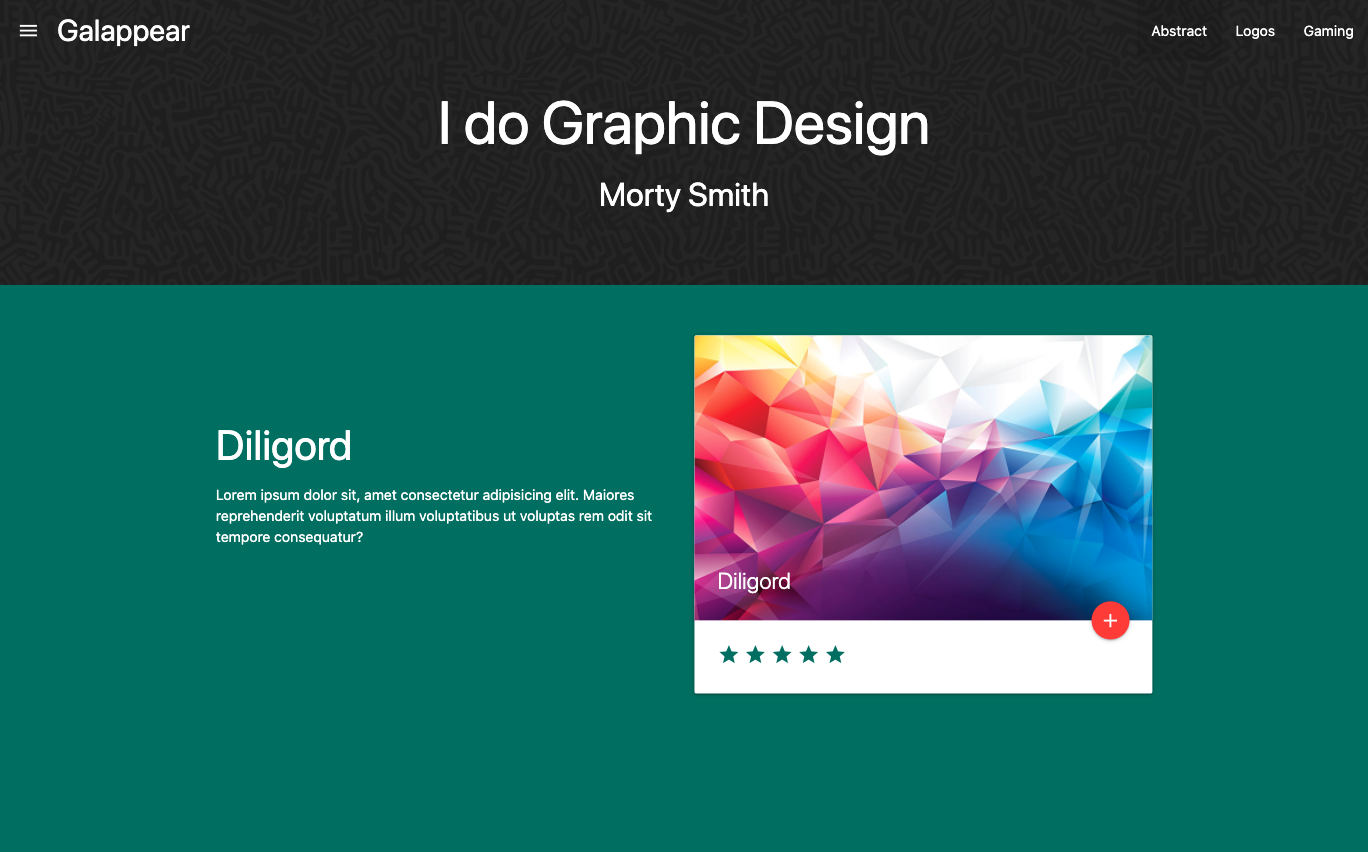 Galappear
Abstract
Logos
Gaming
I do Graphic Design
Morty Smith
Diligord
Lorem ipsum dolor sit, amet consectetur adipisicing elit. Maiores
reprehenderit voluptatum illum voluptatibus ut voluptas rem odit sit
tempore consequatur?
Diligord